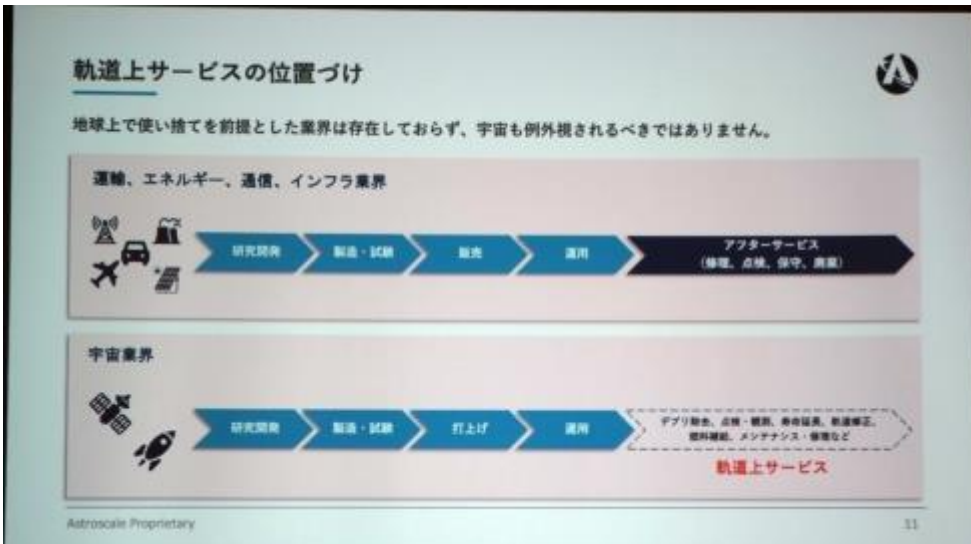 軌道上サービスの位置づけ
地球上で使い捨てを前提とした業界は存在しておらず、宇宙も例外視されるべきではありません。
運輸、エネルギー、通信、インフラ業界
研究開発
製造・試験
販売
運用
アフターサービス
(修理、点検、保守、廃棄)
宇宙業界
研究開発
製造・試験
打上げ
運用
デブリ除去、点検・観測、寿命延長、軌道修正、
燃料補給、メンテナンス・修理など
軌道上サービス
Astroscale Proprietary
11